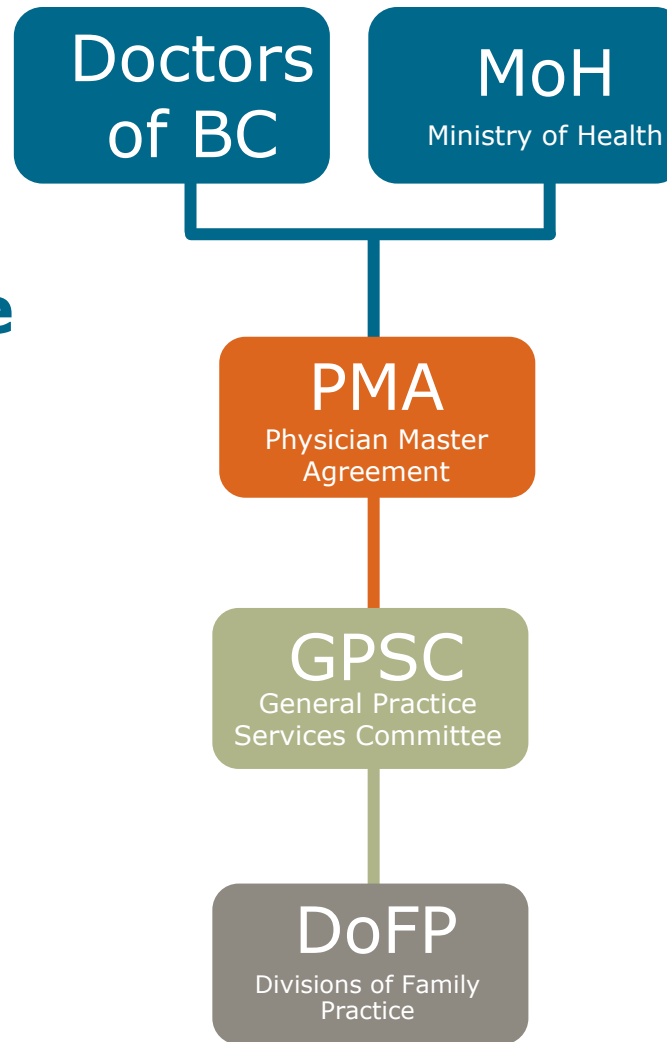 Doctors
of BC
MoH
Ministry of Health
e
PMA
Physician Master
Agreement
GPSC
General Practice
Services Committee
DoFP
Divisions of Family
Practice